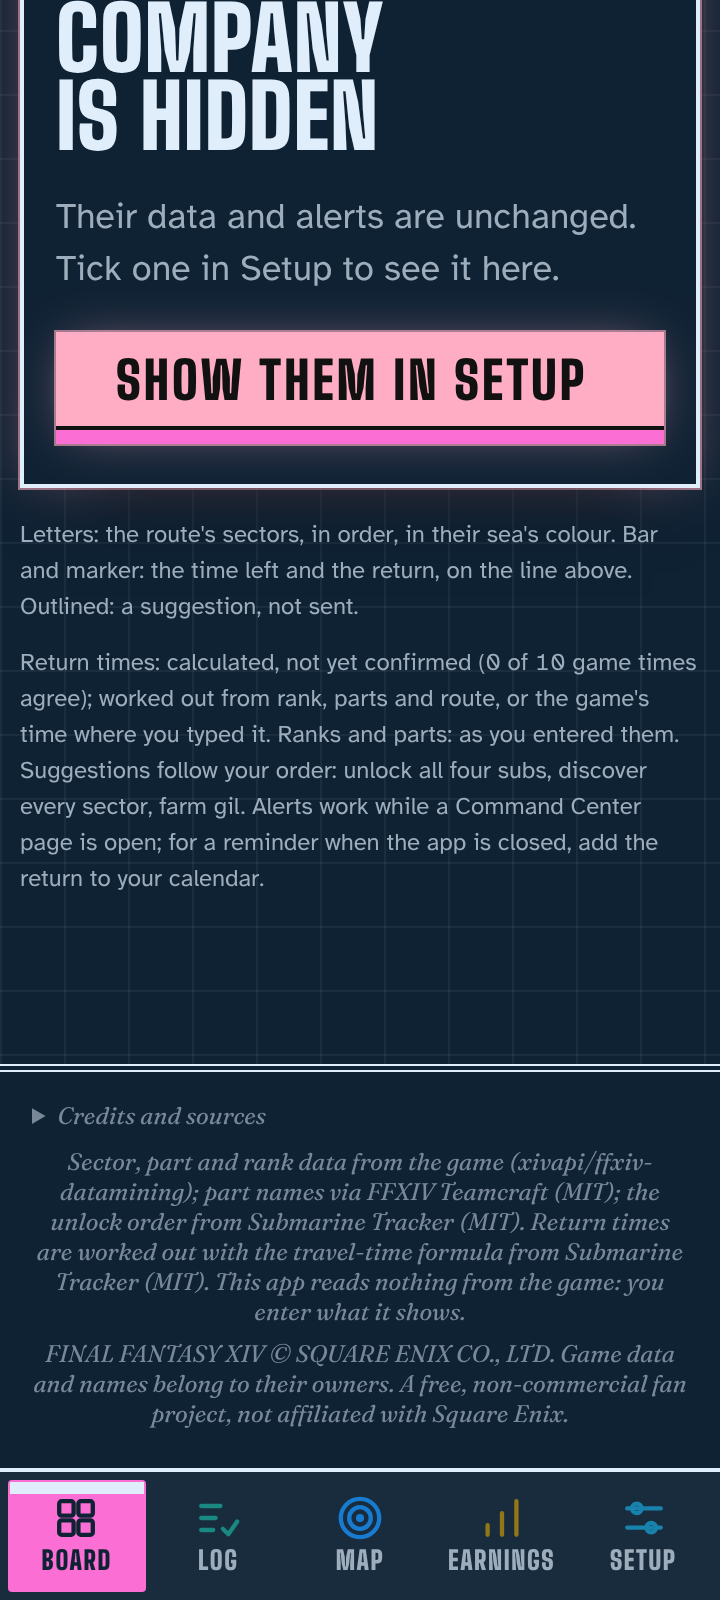 COMPANY
IS HIDDEN
Their data and alerts are unchanged.
Tick one in Setup to see it here.
SHOW THEM IN SETUP
Letters: the route's sectors, in order, in their sea's colour. Bar
and marker: the time left and the return, on the line above.
Outlined: a suggestion, not sent.
Return times: calculated, not yet confirmed (0 of 10 game times
agree); worked out from rank, parts and route, or the game's
time where you typed it. Ranks and parts: as you entered them.
Suggestions follow your order: unlock all four subs, discover
every sector, farm gil. Alerts work while a Command Center
page is open; for a reminder when the app is closed, add the
return to your calendar.
Credits and sources
Sector, part and rank data from the game (xivapi/ffxiv-
datamining); part names via FFXIV Teamcraft (MIT); the
unlock order from Submarine Tracker (MIT). Return times
are worked out with the travel-time formula from Submarine
Tracker (MIT). This app reads nothing from the game: you
enter what it shows.
FINAL FANTASY XIV © SQUARE ENIX CO., LTD. Game data
and names belong to their owners. A free, non-commercial fan
project, not affiliated with Square Enix.
BOARD
LOG
MAP
EARNINGS
SETUP